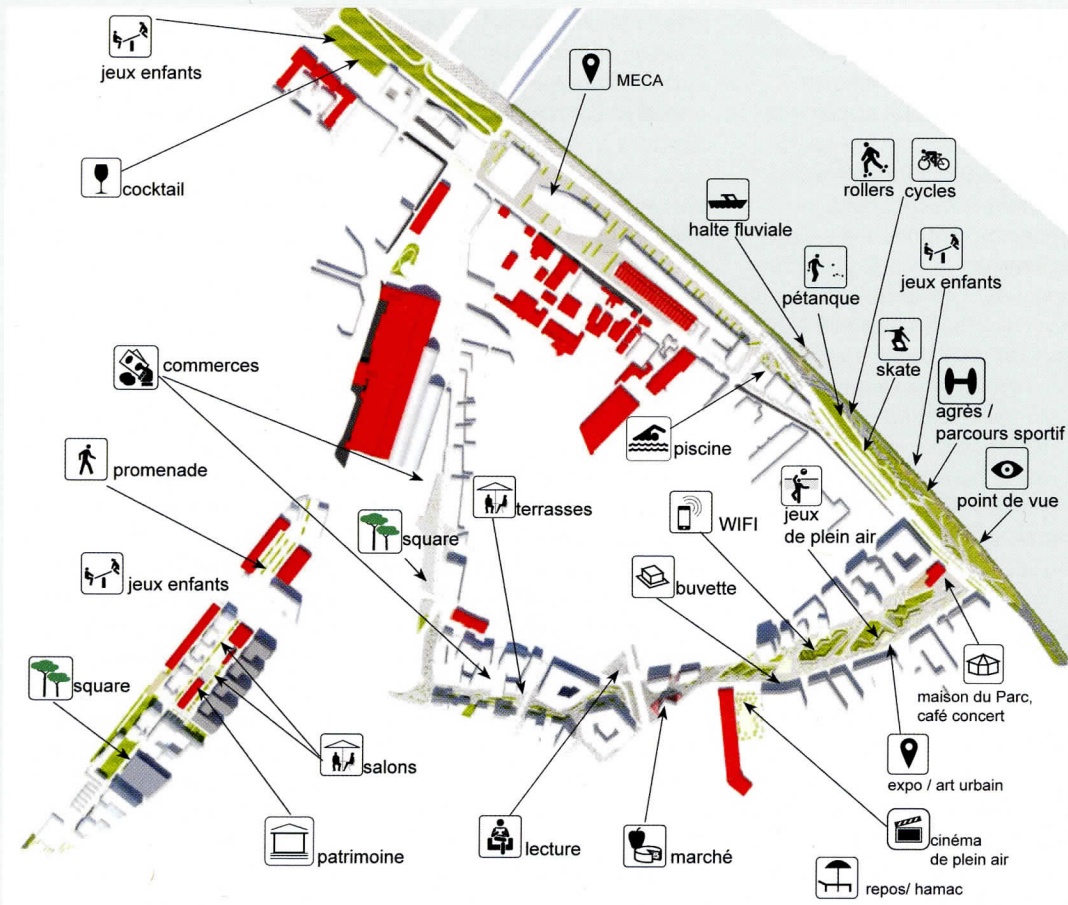 jeux enfants
MECA
cocktail
rollers
cycles
halte fluviale
pétanque
jeux enfants
skate
commerces
agrès /
parcours sportif
piscine
promenade
point de vue
terrasses
WIFI
jeux
de plein air
square
jeux enfants
buvette
square
maison du Parc,
café concert
salons
expo / art urbain
patrimoine
lecture
marché
cinéma
de plein air
repos/ hamac